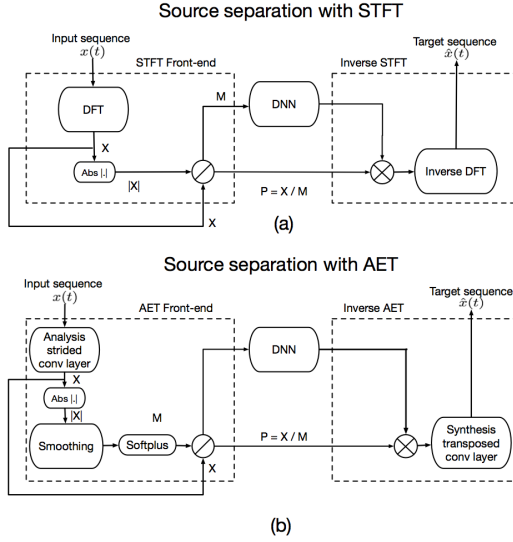 Source separation with STFT
Input sequence
x(t)
STFT Front-end
Inverse STFT
Target sequence
x̂(t)
DFT
M
DNN
X
Abs |.|
|X|
Inverse DFT
P = X / M
X
(a)
Source separation with AET
Input sequence
x(t)
AET Front-end
Inverse AET
Target sequence
x̂(t)
Analysis
strided
conv layer
DNN
X
Abs |.|
|X|
M
Smoothing
Softplus
P = X / M
X
Synthesis
transposed
conv layer
(b)